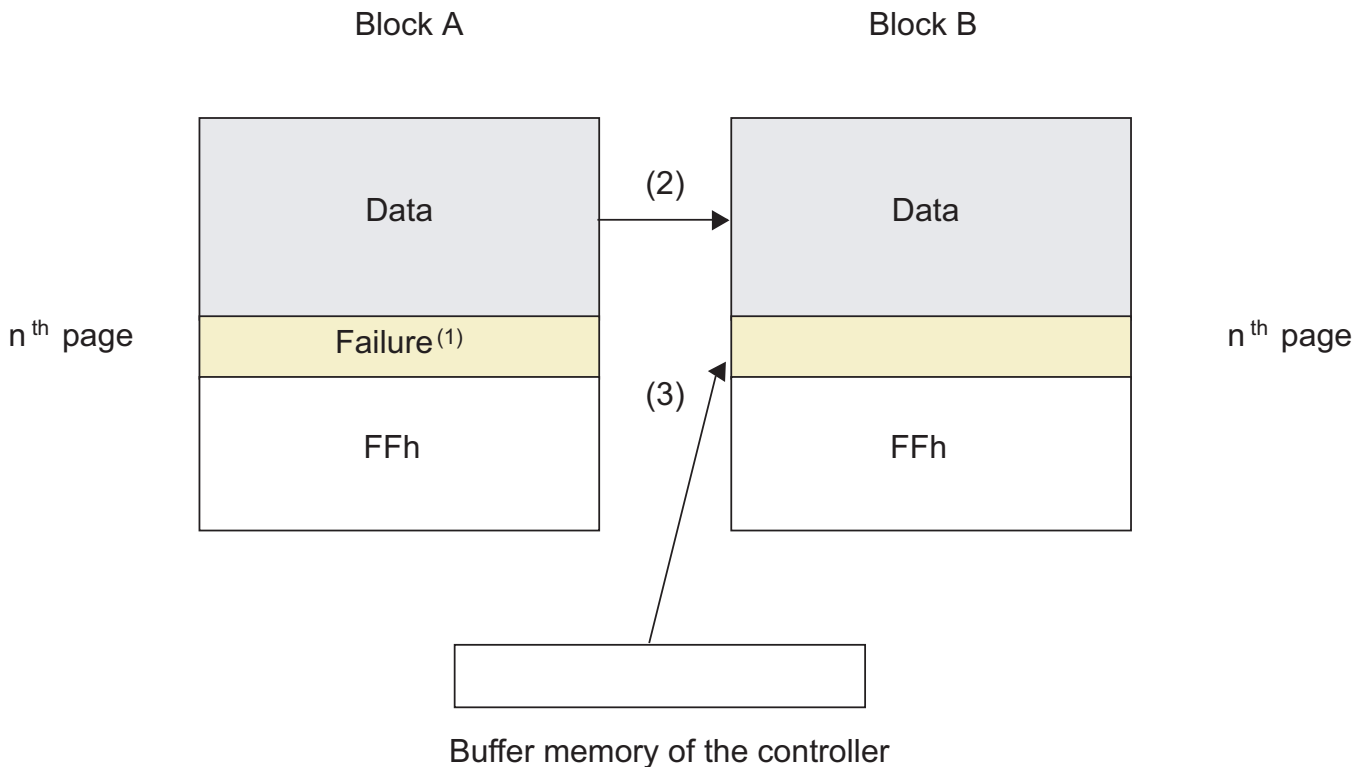 Block A
Block B
Data
(2)
Data
n th page
Failure (1)
n th page
(3)
FFh
FFh
Buffer memory of the controller